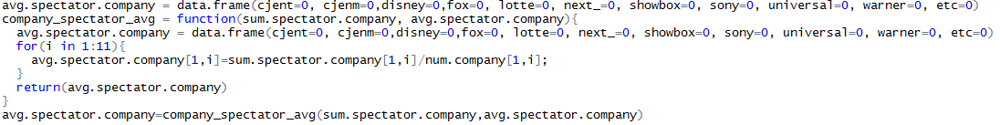 avg.spectator.company = data.frame(cjent=0, cjenm=0,disney=0,fox=0, lotte=0, next_=0, showbox=0, sony=0, universal=0, warner=0, etc=0)
company_spectator_avg = function(sum.spectator.company, avg.spectator.company){
  avg.spectator.company = data.frame(cjent=0, cjenm=0,disney=0,fox=0, lotte=0, next_=0, showbox=0, sony=0, universal=0, warner=0, etc=0)
  for(i in 1:11){
    avg.spectator.company[1,i]=sum.spectator.company[1,i]/num.company[1,i];
  }
  return(avg.spectator.company)
}
avg.spectator.company=company_spectator_avg(sum.spectator.company,avg.spectator.company)